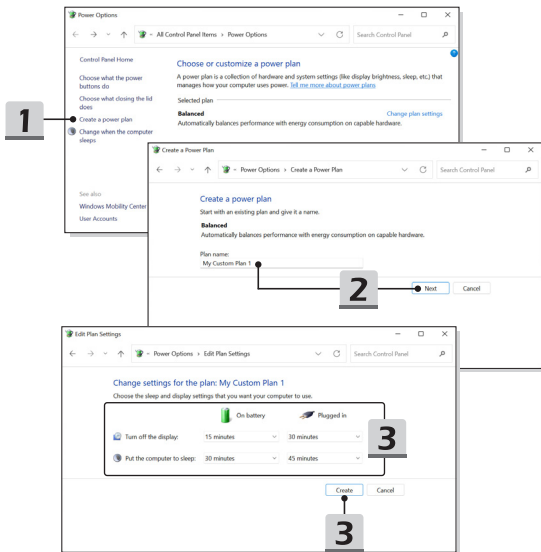 Power Options
All Control Panel Items > Power Options
Search Control Panel
Control Panel Home
Choose what the power
buttons do
Choose what closing the lid
does
1
Create a power plan
Change when the computer
sleeps
See also
Windows Mobility Center
User Accounts
Choose or customize a power plan
A power plan is a collection of hardware and system settings (like display brightness, sleep, etc.) that
manages how your computer uses power. Tell me more about power plans
Selected plan
Balanced
Change plan settings
Automatically balances performance with energy consumption on capable hardware.
Create a Power Plan
Power Options > Create a Power Plan
Search Control Panel
Create a power plan
Start with an existing plan and give it a name.
Balanced
Automatically balances performance with energy consumption on capable hardware.
Plan name:
My Custom Plan 1
2
Next
Cancel
Edit Plan Settings
Power Options > Edit Plan Settings
Search Control Panel
Change settings for the plan: My Custom Plan 1
Choose the sleep and display settings that you want your computer to use.
On battery
Plugged in
Turn off the display:
15 minutes
30 minutes
3
Put the computer to sleep:
30 minutes
45 minutes
Create
Cancel
3